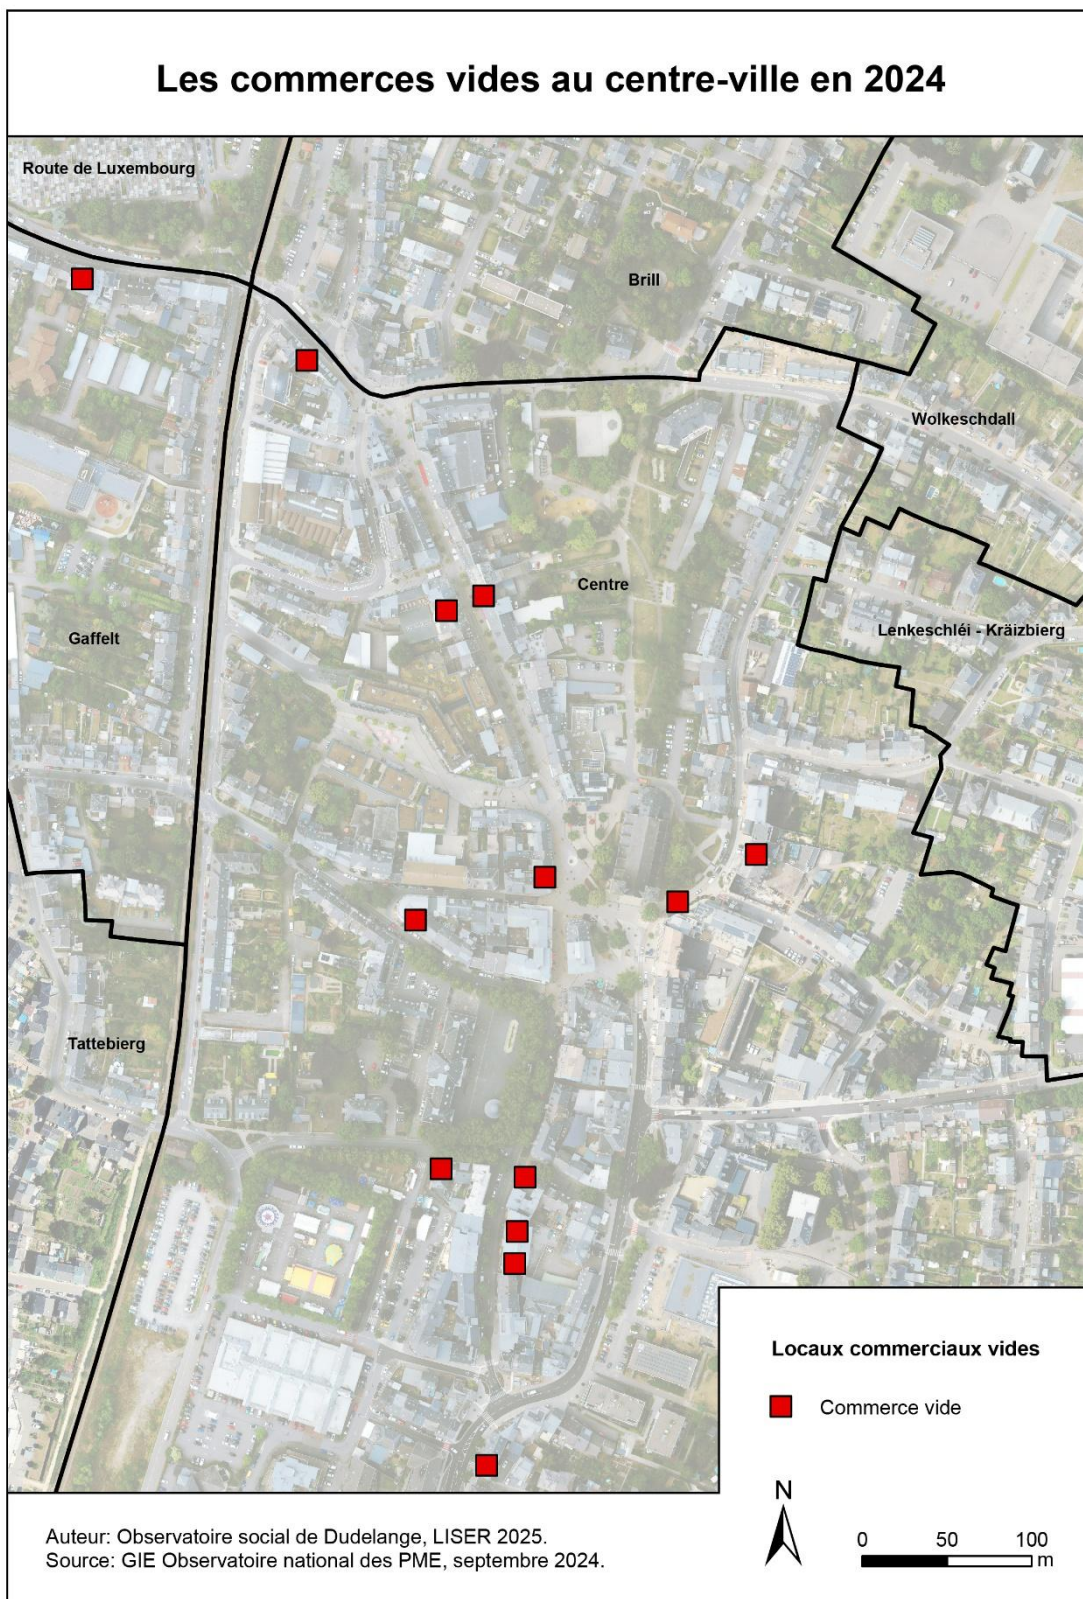 Les commerces vides au centre-ville en 2024
Route de Luxembourg
Brill
Wolkeschdall
Centre
Lenkeschléi - Kräizbierg
Gaffelt
Tattebierg
Locaux commerciaux vides
Commerce vide
N
0 50 100
m
Auteur: Observatoire social de Dudelange, LISER 2025.
Source: GIE Observatoire national des PME, septembre 2024.